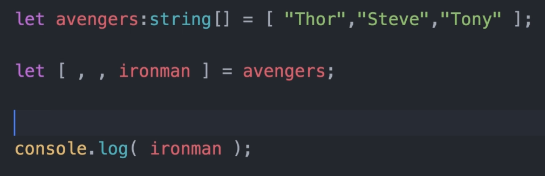 let avengers:string[] = [ "Thor","Steve","Tony" ];
let [ , , ironman ] = avengers;
console.log( ironman );